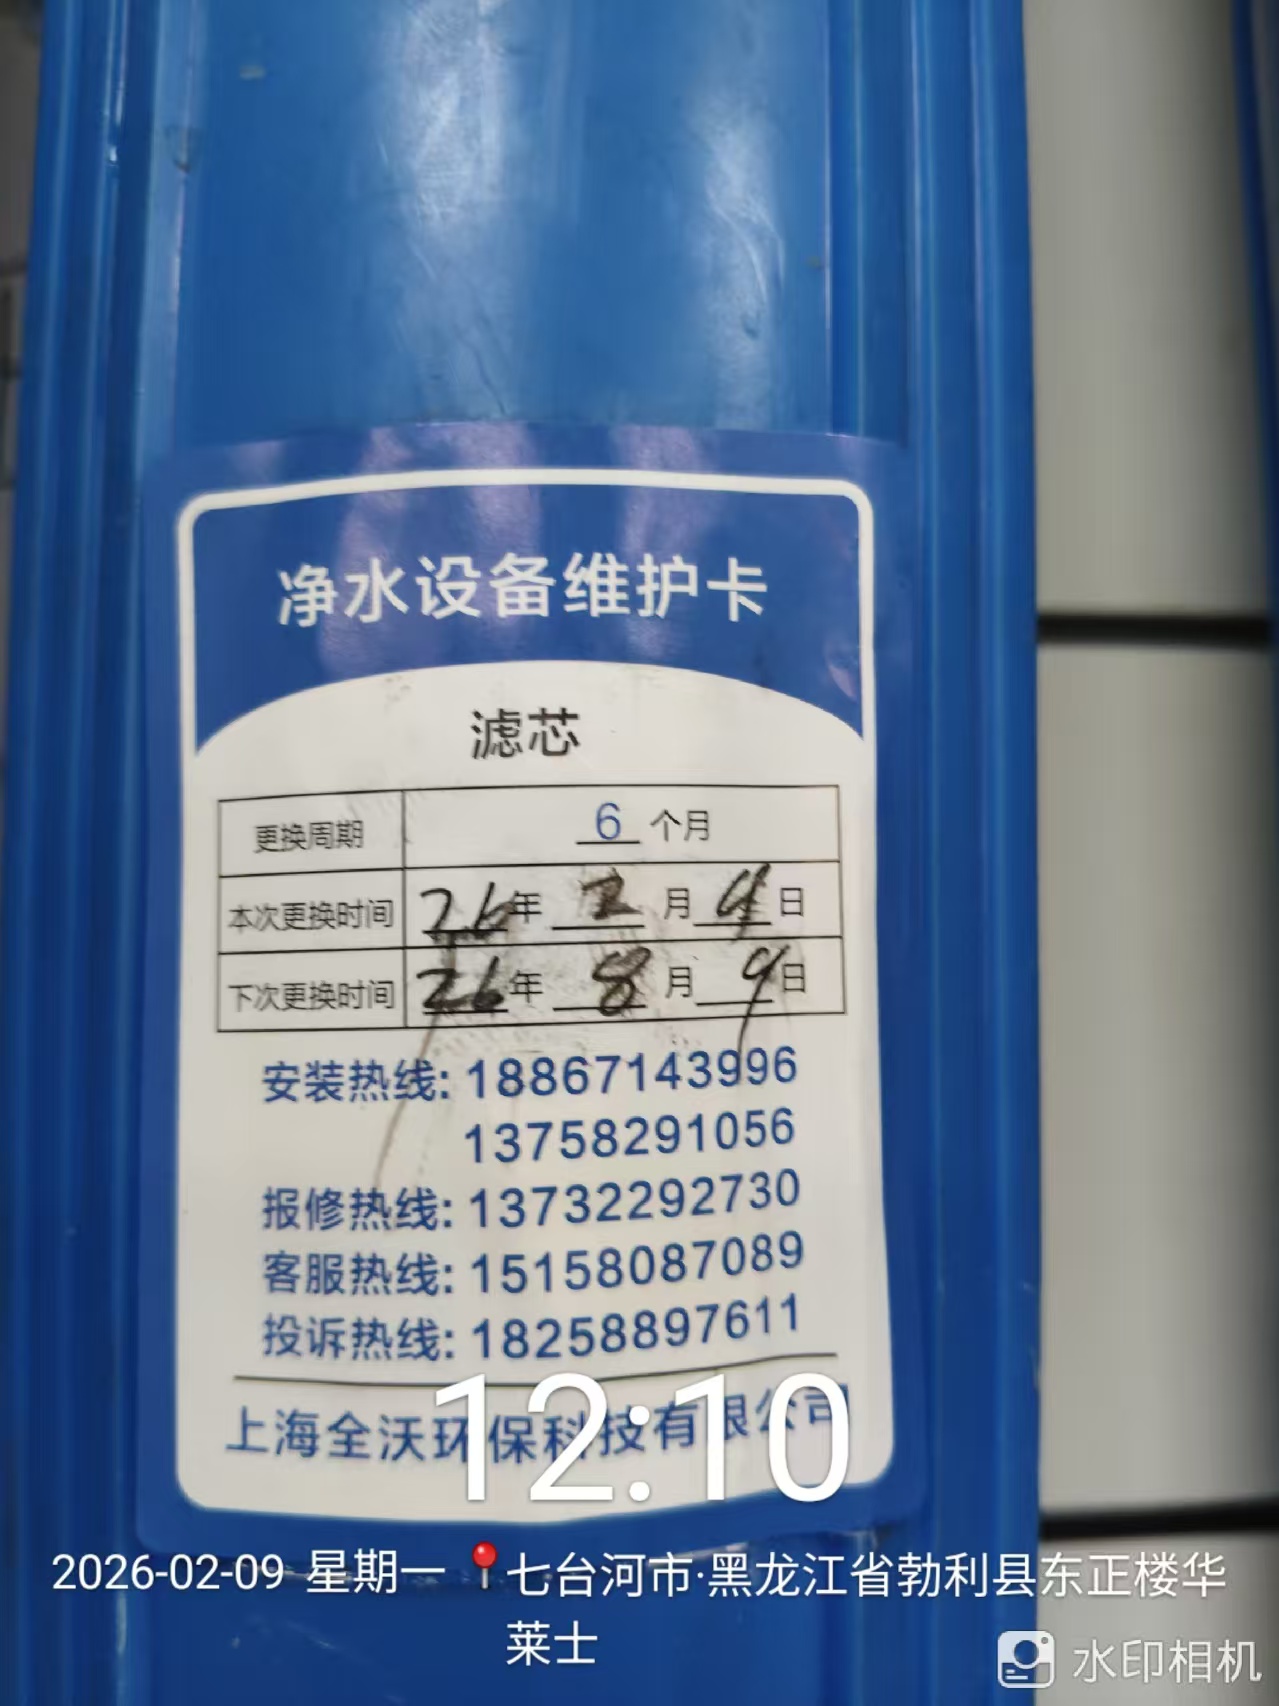 净水设备维护卡
滤芯
更换周期 6 个月
本次更换时间 26年 2月 9日
下次更换时间 26年 8月 9日
安装热线: 18867143996
13758291056
报修热线: 13732292730
客服热线: 15158087089
投诉热线: 18258897611
上海全沃环保科技有限公司
12:10
2026-02-09 星期一 七台河市·黑龙江省勃利县东正楼华
莱士
水印相机